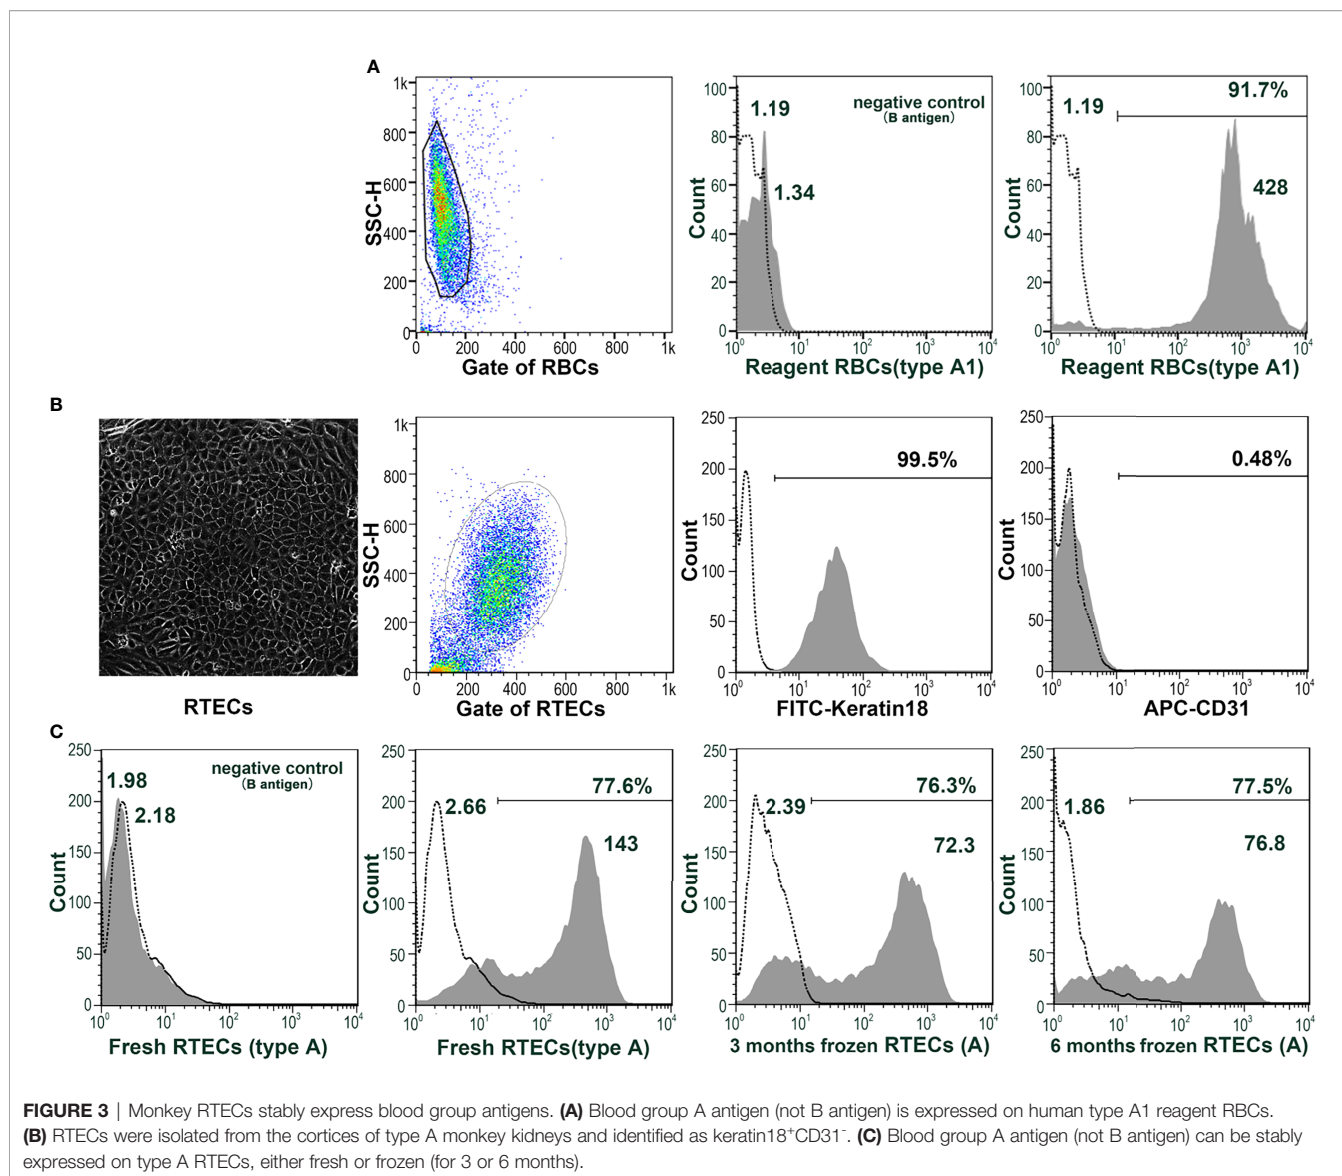 A
1k
800
600
400
200
0
SSC-H
0 200 400 600 800 1k
Gate of RBCs
100
80
60
40
20
0
Count
1.19
negative control
(B antigen)
1.34
10^0 10^1 10^2 10^3 10^4
Reagent RBCs(type A1)
100
80
60
40
20
0
Count
1.19
91.7%
428
10^0 10^1 10^2 10^3 10^4
Reagent RBCs(type A1)
B
RTECs
1k
800
600
400
200
0
SSC-H
0 200 400 600 800 1k
Gate of RTECs
250
200
150
100
50
0
Count
99.5%
10^0 10^1 10^2 10^3 10^4
FITC-Keratin18
250
200
150
100
50
0
Count
0.48%
10^0 10^1 10^2 10^3 10^4
APC-CD31
C
250
200
150
100
50
0
Count
1.98
negative control
(B antigen)
2.18
10^0 10^1 10^2 10^3 10^4
Fresh RTECs (type A)
250
200
150
100
50
0
Count
77.6%
2.66
143
10^0 10^1 10^2 10^3 10^4
Fresh RTECs(type A)
250
200
150
100
50
0
Count
76.3%
2.39
72.3
10^0 10^1 10^2 10^3 10^4
3 months frozen RTECs (A)
250
200
150
100
50
0
Count
77.5%
1.86
76.8
10^0 10^1 10^2 10^3 10^4
6 months frozen RTECs (A)
FIGURE 3 | Monkey RTECs stably express blood group antigens. (A) Blood group A antigen (not B antigen) is expressed on human type A1 reagent RBCs.
(B) RTECs were isolated from the cortices of type A monkey kidneys and identified as keratin18⁺CD31⁻. (C) Blood group A antigen (not B antigen) can be stably
expressed on type A RTECs, either fresh or frozen (for 3 or 6 months).